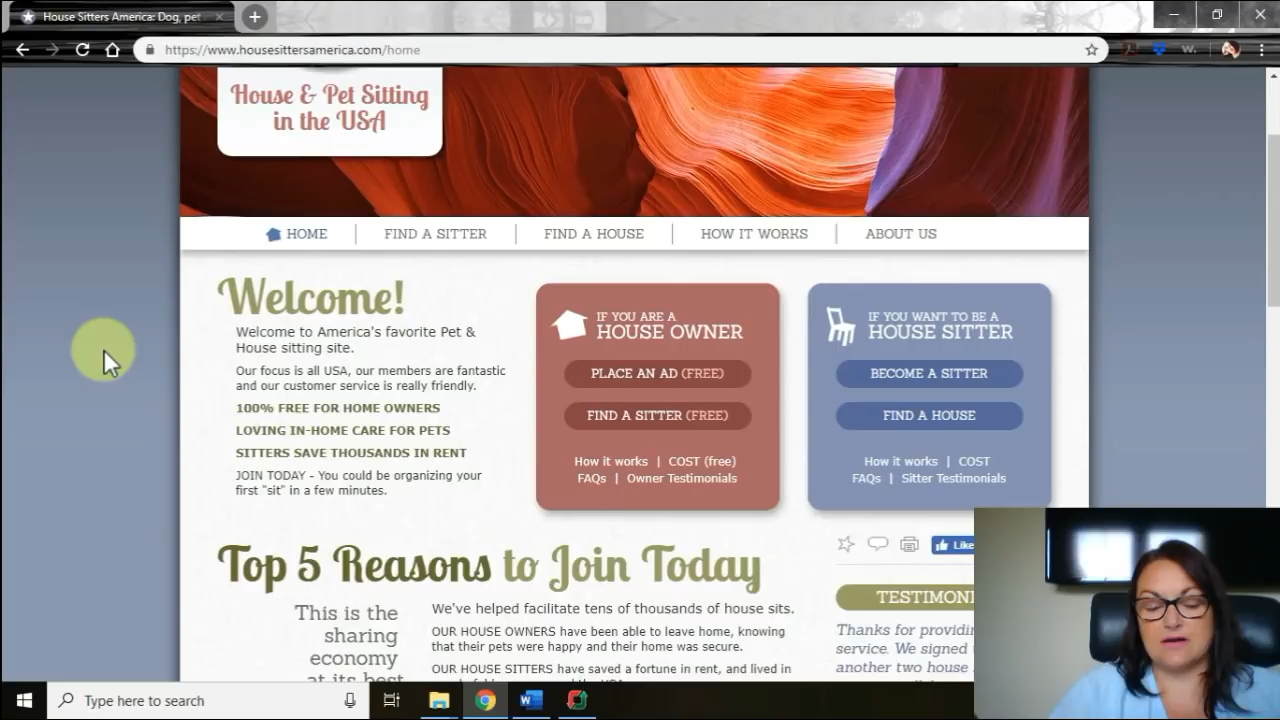 House Sitters America: Dog, pet
https://www.housesittersamerica.com/home
w.
House & Pet Sitting
in the USA
HOME
FIND A SITTER
FIND A HOUSE
HOW IT WORKS
ABOUT US
Welcome!
Welcome to America's favorite Pet &
House sitting site.
Our focus is all USA, our members are fantastic
and our customer service is really friendly.
100% FREE FOR HOME OWNERS
LOVING IN-HOME CARE FOR PETS
SITTERS SAVE THOUSANDS IN RENT
JOIN TODAY - You could be organizing your
first "sit" in a few minutes.
IF YOU ARE A
HOUSE OWNER
PLACE AN AD (FREE)
FIND A SITTER (FREE)
How it works | COST (free)
FAQs | Owner Testimonials
IF YOU WANT TO BE A
HOUSE SITTER
BECOME A SITTER
FIND A HOUSE
How it works | COST
FAQs | Sitter Testimonials
Top 5 Reasons to Join Today
This is the
sharing
economy
at its best
We've helped facilitate tens of thousands of house sits.
OUR HOUSE OWNERS have been able to leave home, knowing
that their pets were happy and their home was secure.
OUR HOUSE SITTERS have saved a fortune in rent, and lived in
Like
TESTIMONI
Thanks for providin
service. We signed
another two house
Type here to search